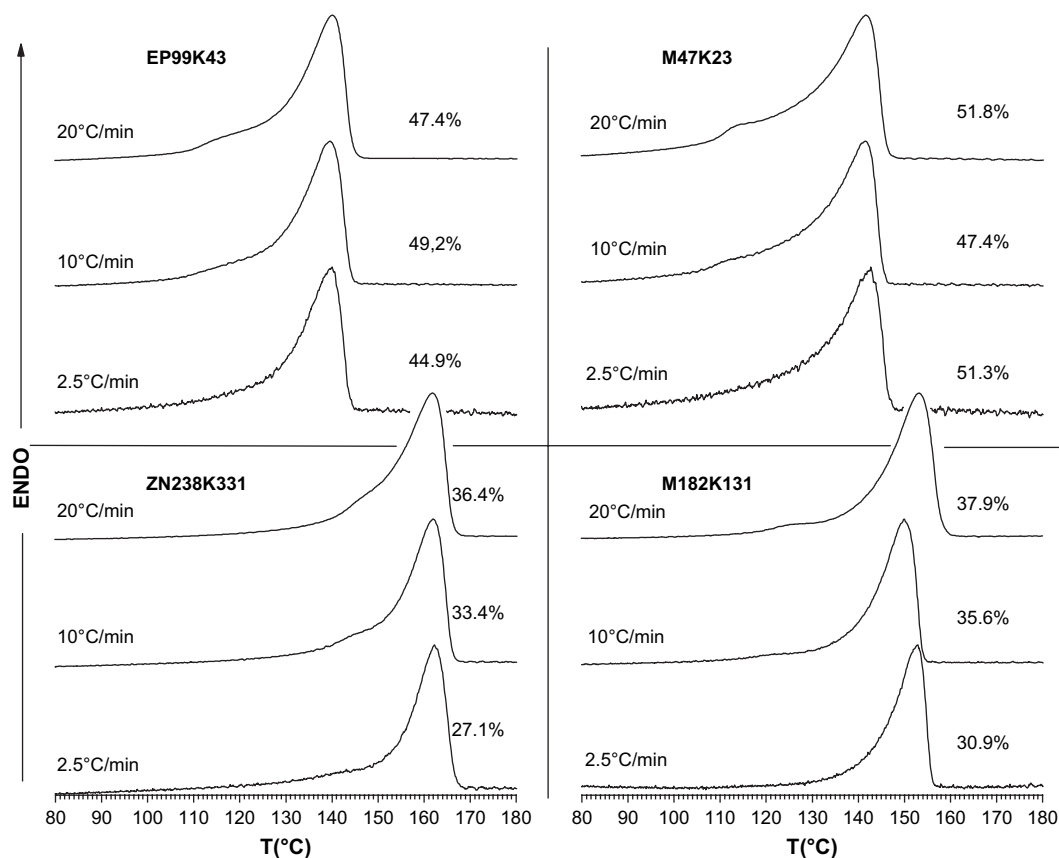 EP99K43
20°C/min
47.4%
10°C/min
49,2%
2.5°C/min
44.9%
M47K23
20°C/min
51.8%
10°C/min
47.4%
2.5°C/min
51.3%
ENDO
ZN238K331
20°C/min
36.4%
10°C/min
33.4%
2.5°C/min
27.1%
80 90 100 110 120 130 140 150 160 170 180
T(°C)
M182K131
20°C/min
37.9%
10°C/min
35.6%
2.5°C/min
30.9%
80 90 100 110 120 130 140 150 160 170 180
T(°C)